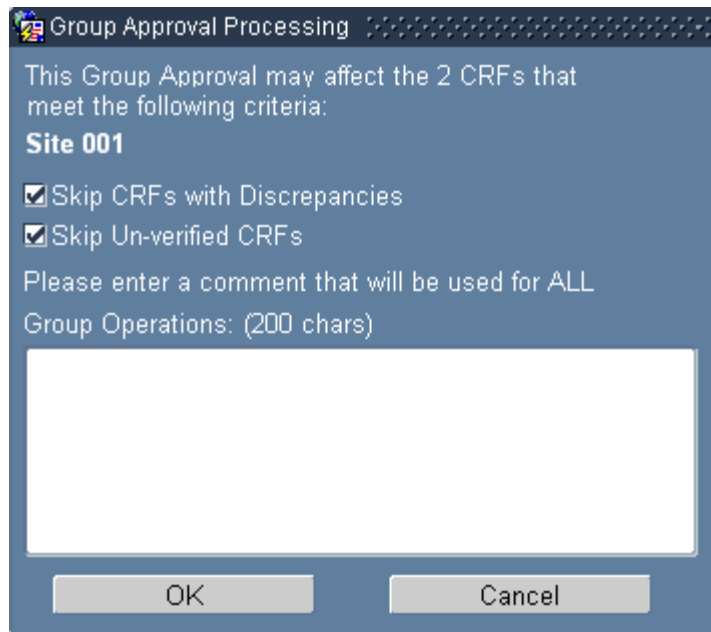 Group Approval Processing
This Group Approval may affect the 2 CRFs that
meet the following criteria:
Site 001
Skip CRFs with Discrepancies
Skip Un-verified CRFs
Please enter a comment that will be used for ALL
Group Operations: (200 chars)
OK
Cancel